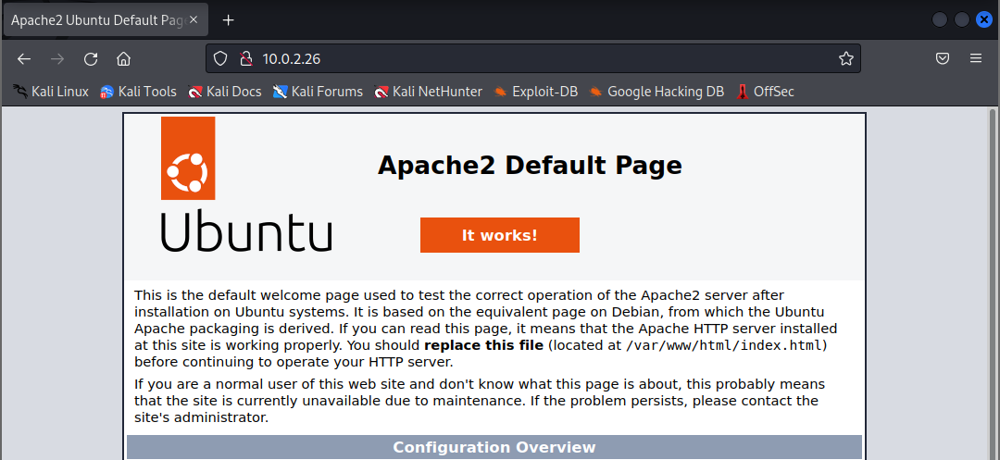 Apache2 Ubuntu Default Pag
10.0.2.26
Kali Linux Kali Tools Kali Docs Kali Forums Kali NetHunter Exploit-DB Google Hacking DB OffSec
Apache2 Default Page
Ubuntu
It works!
This is the default welcome page used to test the correct operation of the Apache2 server after
installation on Ubuntu systems. It is based on the equivalent page on Debian, from which the Ubuntu
Apache packaging is derived. If you can read this page, it means that the Apache HTTP server installed
at this site is working properly. You should replace this file (located at /var/www/html/index.html)
before continuing to operate your HTTP server.
If you are a normal user of this web site and don't know what this page is about, this probably means
that the site is currently unavailable due to maintenance. If the problem persists, please contact the
site's administrator.
Configuration Overview